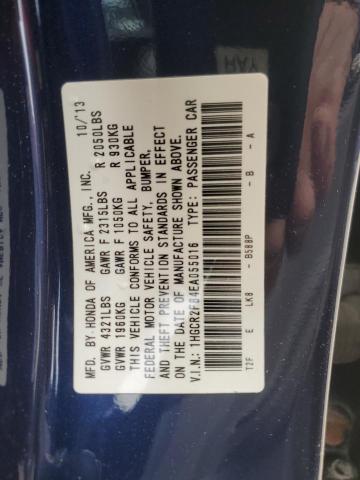 MFD. BY:HONDA OF AMERICA MFG., INC. 10/'13
GVWR 4321LBS GAWR F 2315LBS R 2050LBS
GVWR 1960KG GAWR F 1050KG R 930KG
THIS VEHICLE CONFORMS TO ALL APPLICABLE
FEDERAL MOTOR VEHICLE SAFETY, BUMPER,
AND THEFT PREVENTION STANDARDS IN EFFECT
ON THE DATE OF MANUFACTURE SHOWN ABOVE.
V.I.N.: 1HGCR2F84EA055016 TYPE: PASSENGER CAR
T2F E LK8 - B588P - B - A